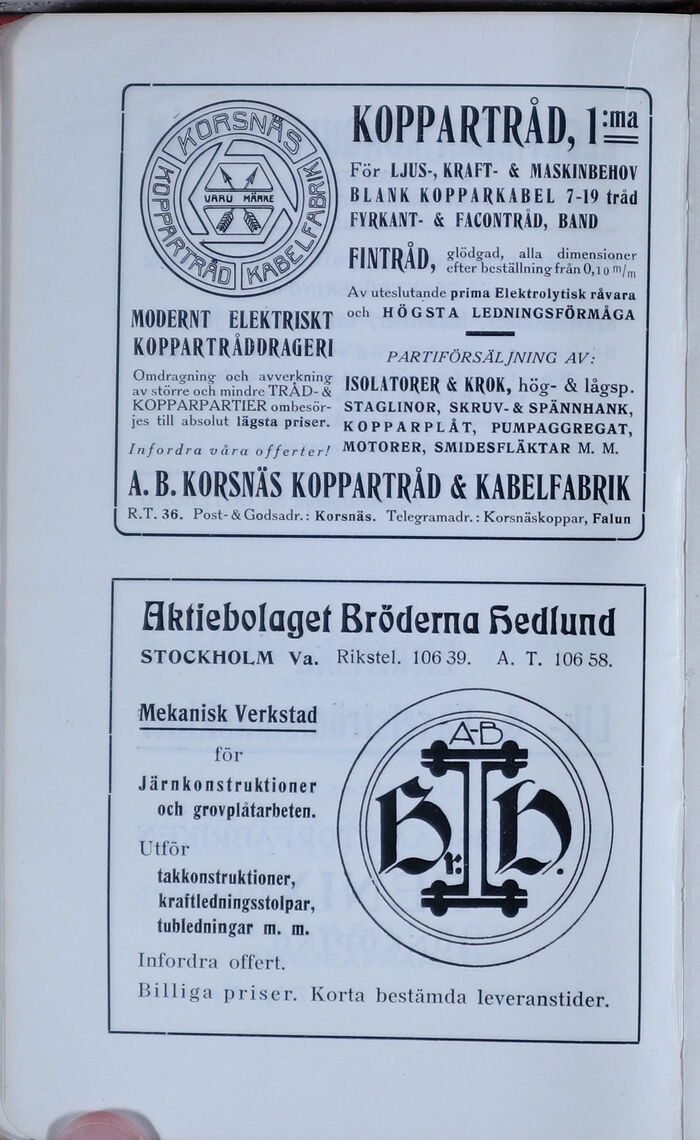 KORSNÄS
KOPPARTRÅD
KABELFABRIK
VARU MÄRKE
KOPPARTRÅD, 1:ma
För LJUS-, KRAFT- & MASKINBEHOV
BLANK KOPPARKABEL 7-19 tråd
FYRKANT- & FACONTRÅD, BAND
FINTRÅD, glödgad, alla dimensioner
efter beställning från 0,10 m/m
Av uteslutande prima Elektrolytisk råvara
och HÖGSTA LEDNINGSFÖRMÅGA
MODERNT ELEKTRISKT
KOPPARTRÅDDRAGERI
Omdragning och avverkning
av större och mindre TRÅD- &
KOPPARPARTIER ombesör-
jes till absolut lägsta priser.
Infordra våra offerter!
PARTIFÖRSÄLJNING AV:
ISOLATORER & KROK, hög- & lågsp.
STAGLINOR, SKRUV- & SPÄNNHANK,
KOPPARPLÅT, PUMPAGGREGAT,
MOTORER, SMIDESFLÄKTAR M. M.
A. B. KORSNÄS KOPPARTRÅD & KABELFABRIK
R.T. 36. Post- & Godsadr.: Korsnäs. Telegramadr.: Korsnäskoppar, Falun
Aktiebolaget Bröderna Hedlund
STOCKHOLM Va. Rikstel. 106 39. A. T. 106 58.
Mekanisk Verkstad
för
Järnkonstruktioner
och grovplåtarbeten.
Utför
takkonstruktioner,
kraftledningsstolpar,
tubledningar m. m.
Infordra offert.
Billiga priser. Korta bestämda leveranstider.
A-B
Br. H.